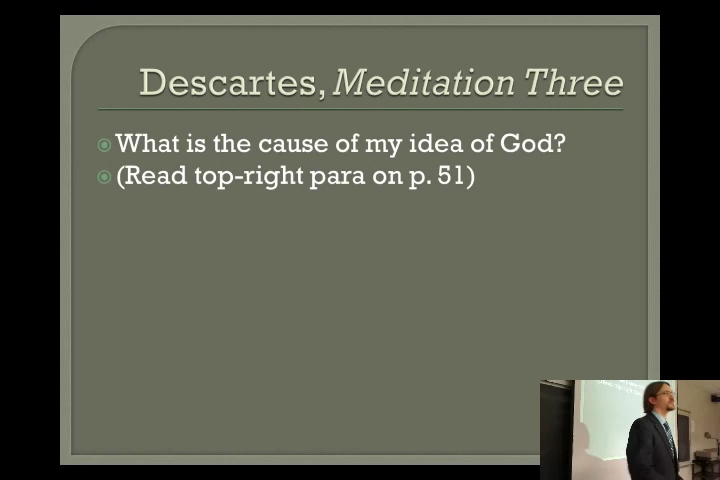 Descartes, Meditation Three
What is the cause of my idea of God?
(Read top-right para on p. 51)